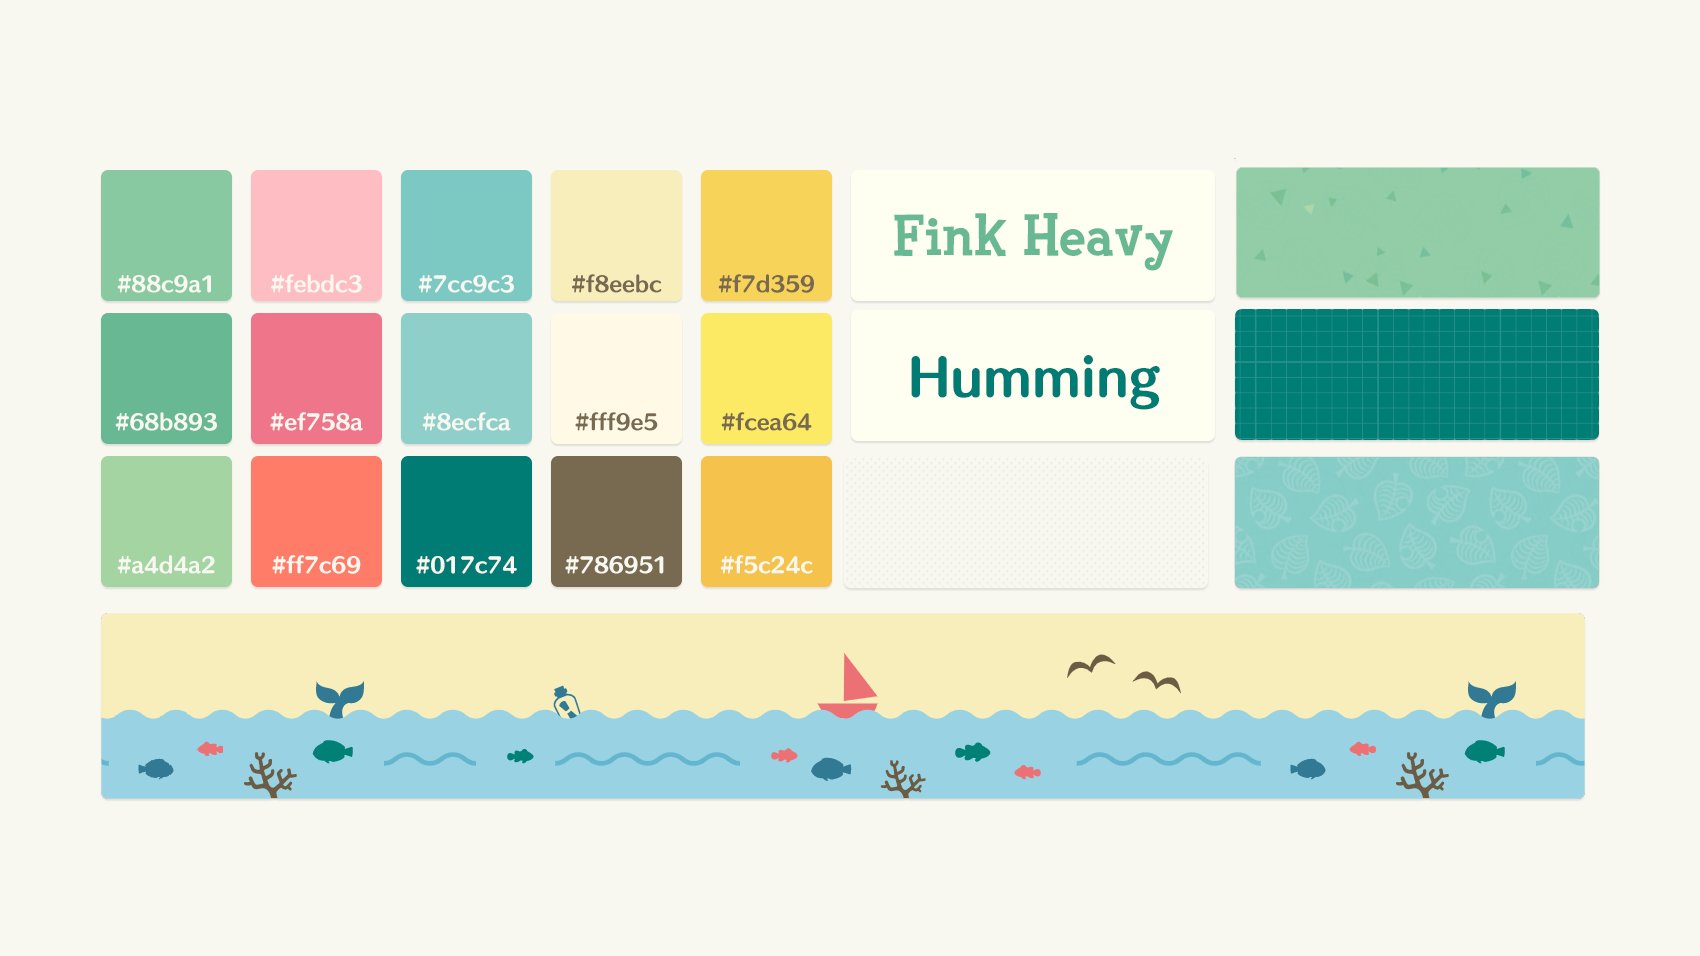 #88c9a1
#febdc3
#7cc9c3
#f8eebc
#f7d359
Fink Heavy
#68b893
#ef758a
#8ecfca
#fff9e5
#fcea64
Humming
#a4d4a2
#ff7c69
#017c74
#786951
#f5c24c